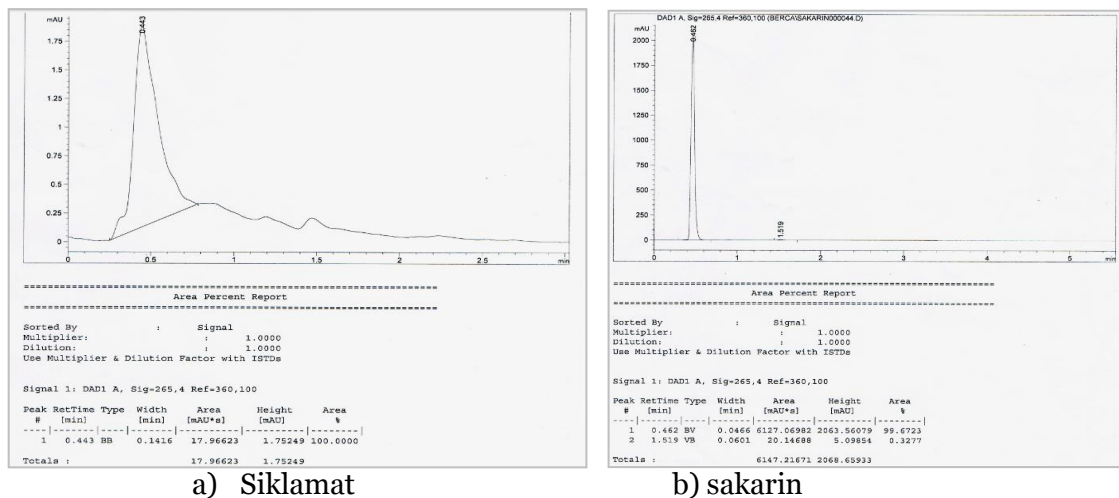 mAU
0.443
1.75
1.5
1.25
1
0.75
0.5
0.25
0
0 0.5 1 1.5 2 2.5 min
====================================================
Area Percent Report
====================================================
Sorted By : Signal
Multiplier: : 1.0000
Dilution: : 1.0000
Use Multiplier & Dilution Factor with ISTDs
Signal 1: DAD1 A, Sig=265,4 Ref=360,100
Peak RetTime Type Width Area Height Area
# [min] [min] [mAU*s] [mAU] %
----|-------|----|-------|----------|----------|--------|
1 0.443 BB 0.1416 17.96623 1.75249 100.0000
Totals : 17.96623 1.75249
a) Siklamat
DAD1 A, Sig=265,4 Ref=360,100 (BERCA\SAKARIN000044.D)
mAU
0.462
2000
1750
1500
1250
1000
750
500
250
0
1.519
0 1 2 3 4 5 min
====================================================
Area Percent Report
====================================================
Sorted By : Signal
Multiplier: : 1.0000
Dilution: : 1.0000
Use Multiplier & Dilution Factor with ISTDs
Signal 1: DAD1 A, Sig=265,4 Ref=360,100
Peak RetTime Type Width Area Height Area
# [min] [min] [mAU*s] [mAU] %
----|-------|----|-------|----------|----------|--------|
1 0.462 BV 0.0466 6127.06982 2063.56079 99.6723
2 1.519 VB 0.0601 20.14688 5.09854 0.3277
Totals : 6147.21671 2068.65933
b) sakarin